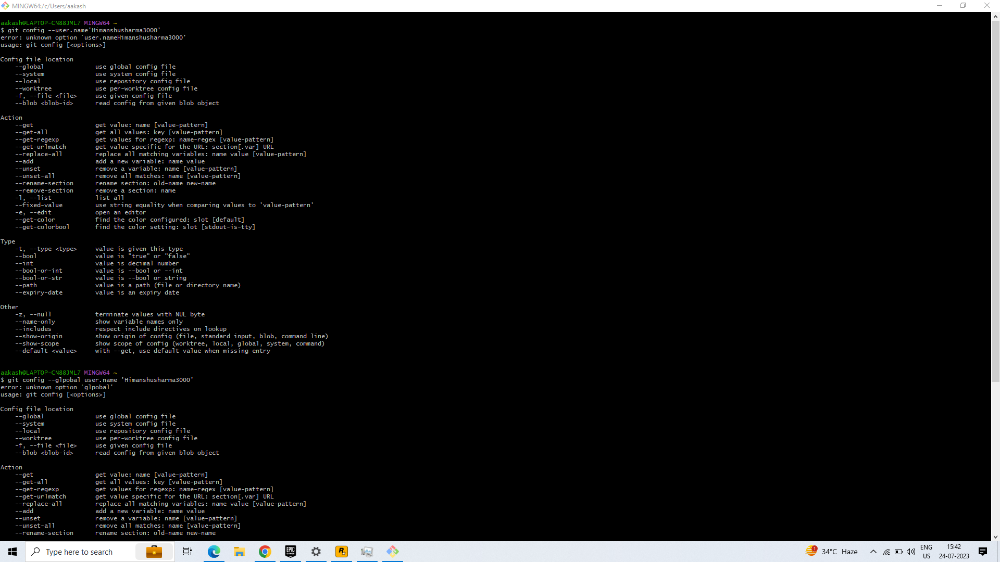 MINGW64:/c/Users/aakash
aakash@LAPTOP-CN88JML7 MINGW64 ~
$ git config --user.name'Himanshusharma3000'
error: unknown option `user.nameHimanshusharma3000'
usage: git config [<options>]
Config file location
--global use global config file
--system use system config file
--local use repository config file
--worktree use per-worktree config file
-f, --file <file> use given config file
--blob <blob-id> read config from given blob object
Action
--get get value: name [value-pattern]
--get-all get all values: key [value-pattern]
--get-regexp get values for regexp: name-regex [value-pattern]
--get-urlmatch get value specific for the URL: section[.var] URL
--replace-all replace all matching variables: name value [value-pattern]
--add add a new variable: name value
--unset remove a variable: name [value-pattern]
--unset-all remove all matches: name [value-pattern]
--rename-section rename section: old-name new-name
--remove-section remove a section: name
-l, --list list all
--fixed-value use string equality when comparing values to 'value-pattern'
-e, --edit open an editor
--get-color find the color configured: slot [default]
--get-colorbool find the color setting: slot [stdout-is-tty]
Type
-t, --type <type> value is given this type
--bool value is "true" or "false"
--int value is decimal number
--bool-or-int value is --bool or --int
--bool-or-str value is --bool or string
--path value is a path (file or directory name)
--expiry-date value is an expiry date
Other
-z, --null terminate values with NUL byte
--name-only show variable names only
--includes respect include directives on lookup
--show-origin show origin of config (file, standard input, blob, command line)
--show-scope show scope of config (worktree, local, global, system, command)
--default <value> with --get, use default value when missing entry
aakash@LAPTOP-CN88JML7 MINGW64 ~
$ git config --glpobal user.name 'Himanshusharma3000'
error: unknown option `glpobal'
usage: git config [<options>]
Config file location
--global use global config file
--system use system config file
--local use repository config file
--worktree use per-worktree config file
-f, --file <file> use given config file
--blob <blob-id> read config from given blob object
Action
--get get value: name [value-pattern]
--get-all get all values: key [value-pattern]
--get-regexp get values for regexp: name-regex [value-pattern]
--get-urlmatch get value specific for the URL: section[.var] URL
--replace-all replace all matching variables: name value [value-pattern]
--add add a new variable: name value
--unset remove a variable: name [value-pattern]
--unset-all remove all matches: name [value-pattern]
--rename-section rename section: old-name new-name
Type here to search
EPIC
GAMES
R
1
34°C Haze
ENG
US
15:42
24-07-2023